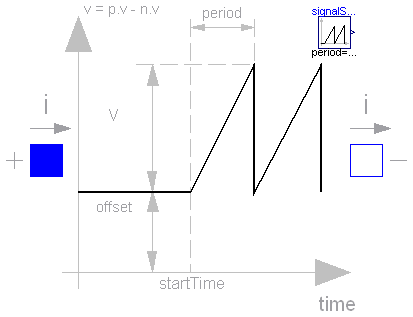 v = p.v - n.v
period
signalS...
period=...
V
i
i
+
−
offset
startTime
time